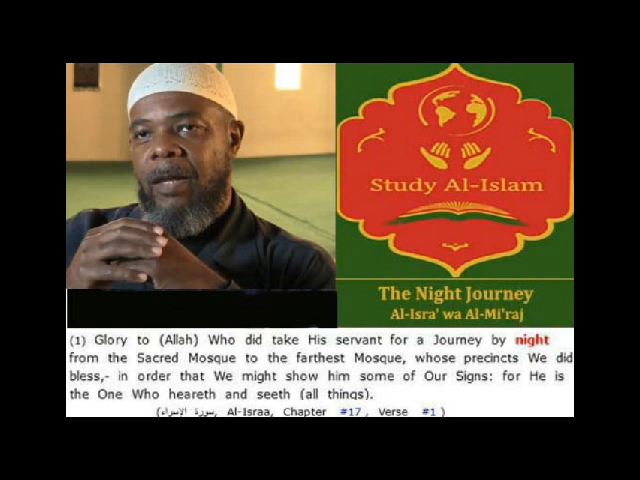 Study Al-Islam
The Night Journey
Al-Isra' wa Al-Mi'raj
(1) Glory to (Allah) Who did take His servant for a Journey by night
from the Sacred Mosque to the farthest Mosque, whose precincts We did
bless,- in order that We might show him some of Our Signs: for He is
the One Who heareth and seeth (all things).
(سورة الإسراء, Al-Israa, Chapter #17, Verse #1)